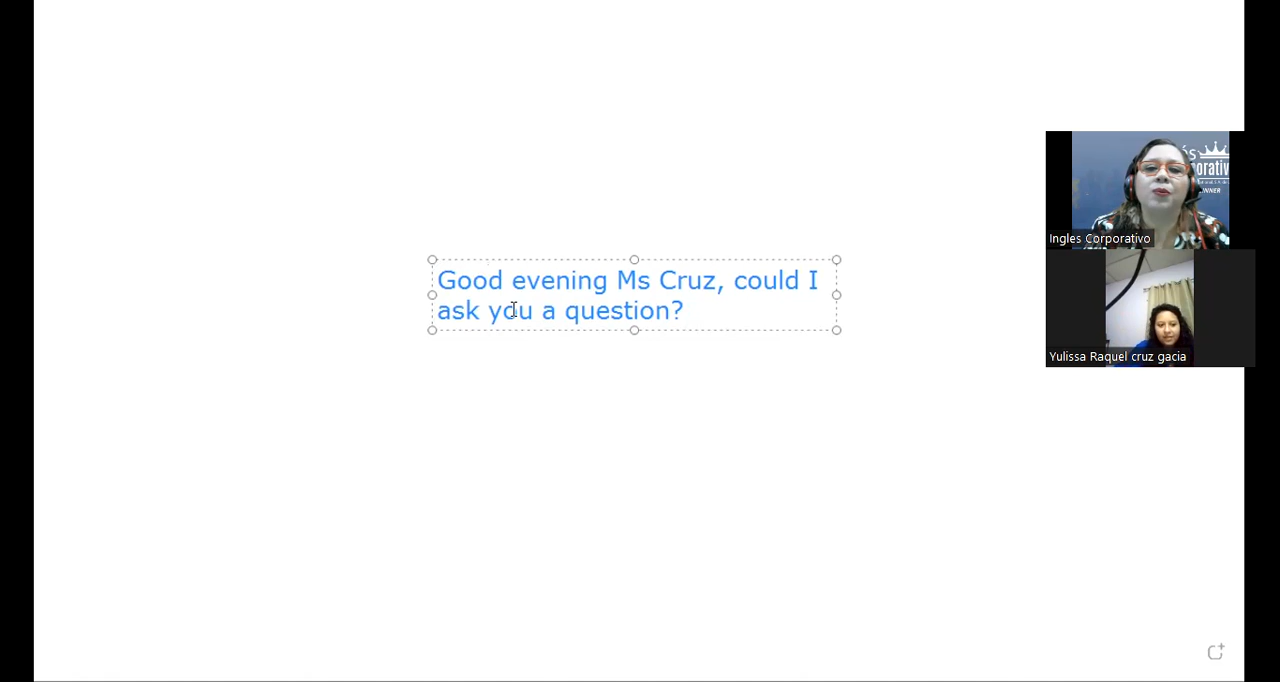 Good evening Ms Cruz, could I
ask you a question?
Ingles Corporativo
Yulissa Raquel cruz gacia